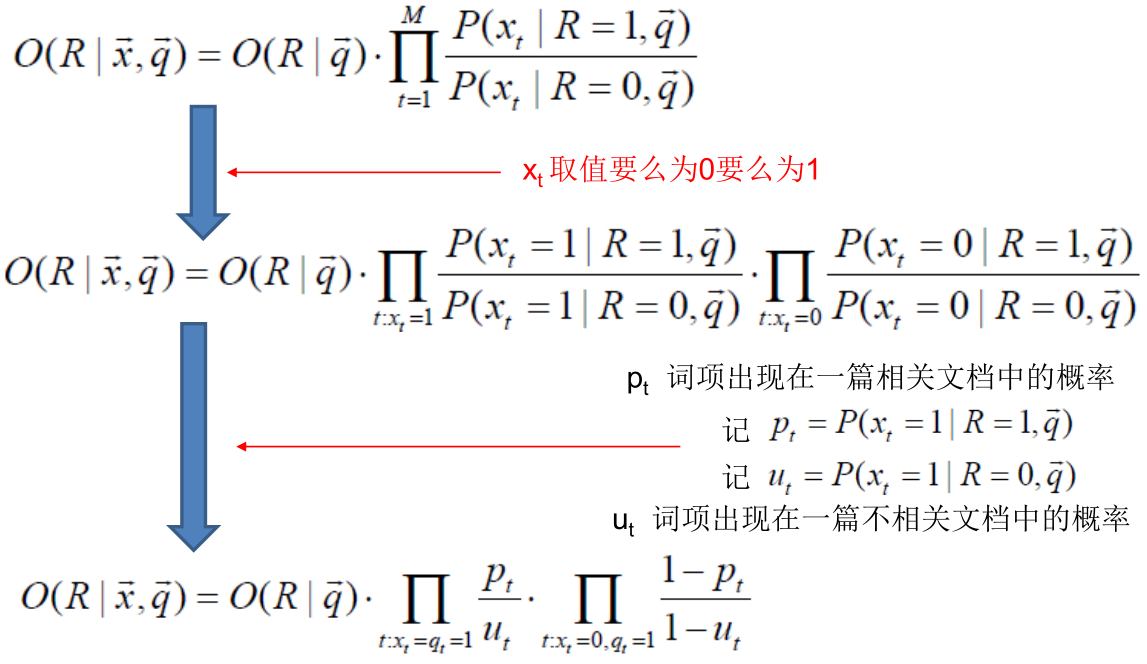 O(R | x⃗, q⃗) = O(R | q⃗) · ∏_{t=1}^{M} P(x_t | R = 1, q⃗) / P(x_t | R = 0, q⃗)
x_t 取值要么为0要么为1
O(R | x⃗, q⃗) = O(R | q⃗) · ∏_{t:x_t=1} P(x_t = 1 | R = 1, q⃗) / P(x_t = 1 | R = 0, q⃗) · ∏_{t:x_t=0} P(x_t = 0 | R = 1, q⃗) / P(x_t = 0 | R = 0, q⃗)
p_t 词项出现在一篇相关文档中的概率
记 p_t = P(x_t = 1 | R = 1, q⃗)
记 u_t = P(x_t = 1 | R = 0, q⃗)
u_t 词项出现在一篇不相关文档中的概率
O(R | x⃗, q⃗) = O(R | q⃗) · ∏_{t:x_t=q_t=1} p_t / u_t · ∏_{t:x_t=0,q_t=1} (1 − p_t) / (1 − u_t)